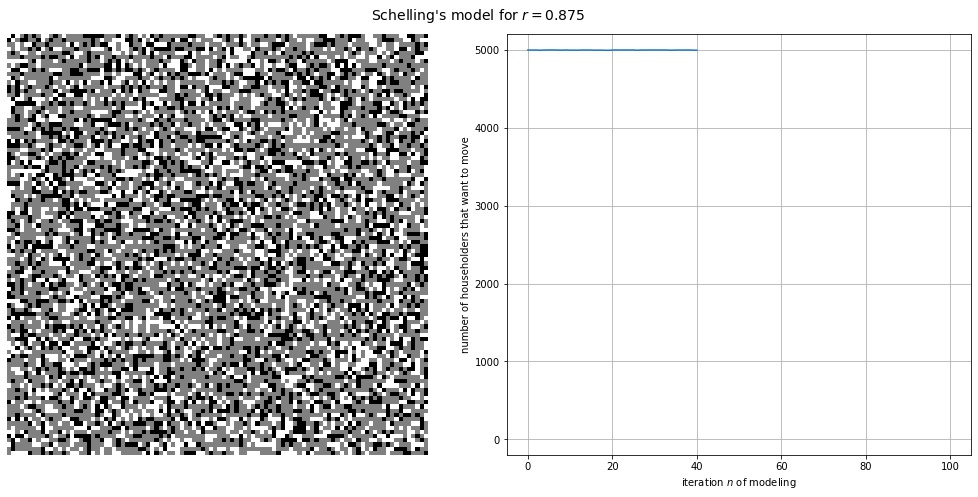 Schelling's model for r = 0.875
number of householders that want to move
5000
4000
3000
2000
1000
0
0 20 40 60 80 100
iteration n of modeling